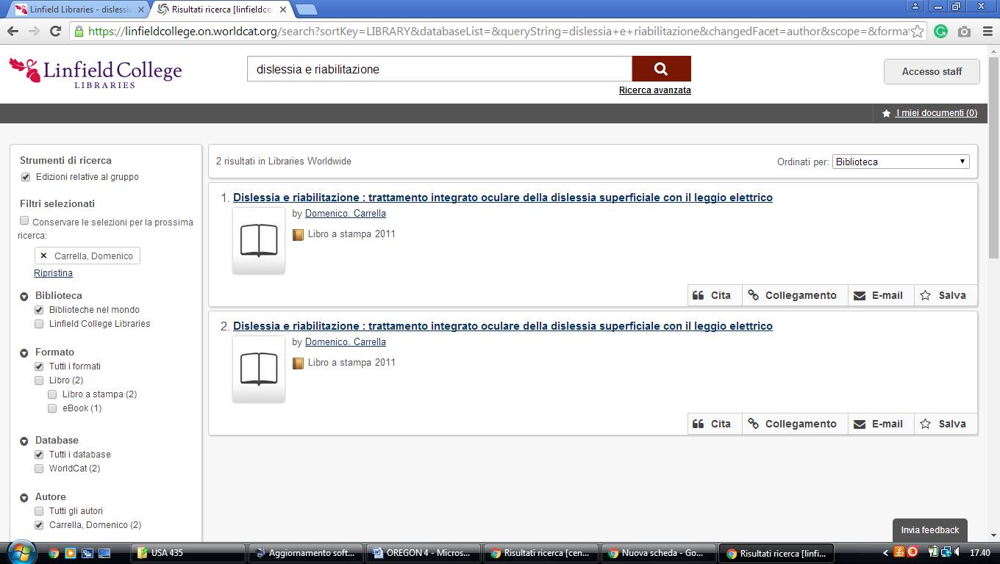 Linfield Libraries - dislessia
Risultati ricerca [linfieldco
https://linfieldcollege.on.worldcat.org/search?sortKey=LIBRARY&databaseList=&queryString=dislessia+e+riabilitazione&changedFacet=author&scope=&format
Linfield College
LIBRARIES
dislessia e riabilitazione
Ricerca avanzata
Accesso staff
I miei documenti (0)
Strumenti di ricerca
Edizioni relative al gruppo
Filtri selezionati
Conservare le selezioni per la prossima
ricerca:
× Carrella, Domenico
Ripristina
Biblioteca
Biblioteche nel mondo
Linfield College Libraries
Formato
Tutti i formati
Libro (2)
Libro a stampa (2)
eBook (1)
Database
Tutti i database
WorldCat (2)
Autore
Tutti gli autori
Carrella, Domenico (2)
2 risultati in Libraries Worldwide
Ordinati per: Biblioteca
1. Dislessia e riabilitazione : trattamento integrato oculare della dislessia superficiale con il leggio elettrico
by Domenico. Carrella
Libro a stampa 2011
Cita Collegamento E-mail Salva
2. Dislessia e riabilitazione : trattamento integrato oculare della dislessia superficiale con il leggio elettrico
by Domenico. Carrella
Libro a stampa 2011
Cita Collegamento E-mail Salva
Invia feedback
USA 435
Aggiornamento soft...
OREGON 4 - Micros...
Risultati ricerca [cen...
Nuova scheda - Go...
Risultati ricerca [linfi...
17.40